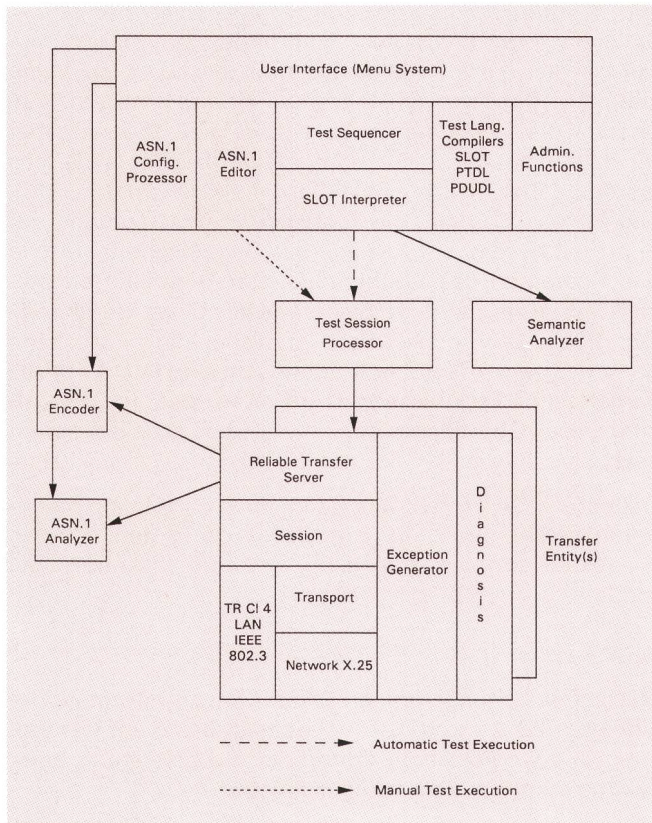 User Interface (Menu System)
ASN.1
Config.
Prozessor
ASN.1
Editor
Test Sequencer
SLOT Interpreter
Test Lang.
Compilers
SLOT
PTDL
PDUDL
Admin.
Functions
Test Session
Processor
Semantic
Analyzer
ASN.1
Encoder
ASN.1
Analyzer
Reliable Transfer
Server
Session
TR Cl 4
LAN
IEEE
802.3
Transport
Network X.25
Exception
Generator
Diagnosis
Transfer
Entity(s)
Automatic Test Execution
Manual Test Execution